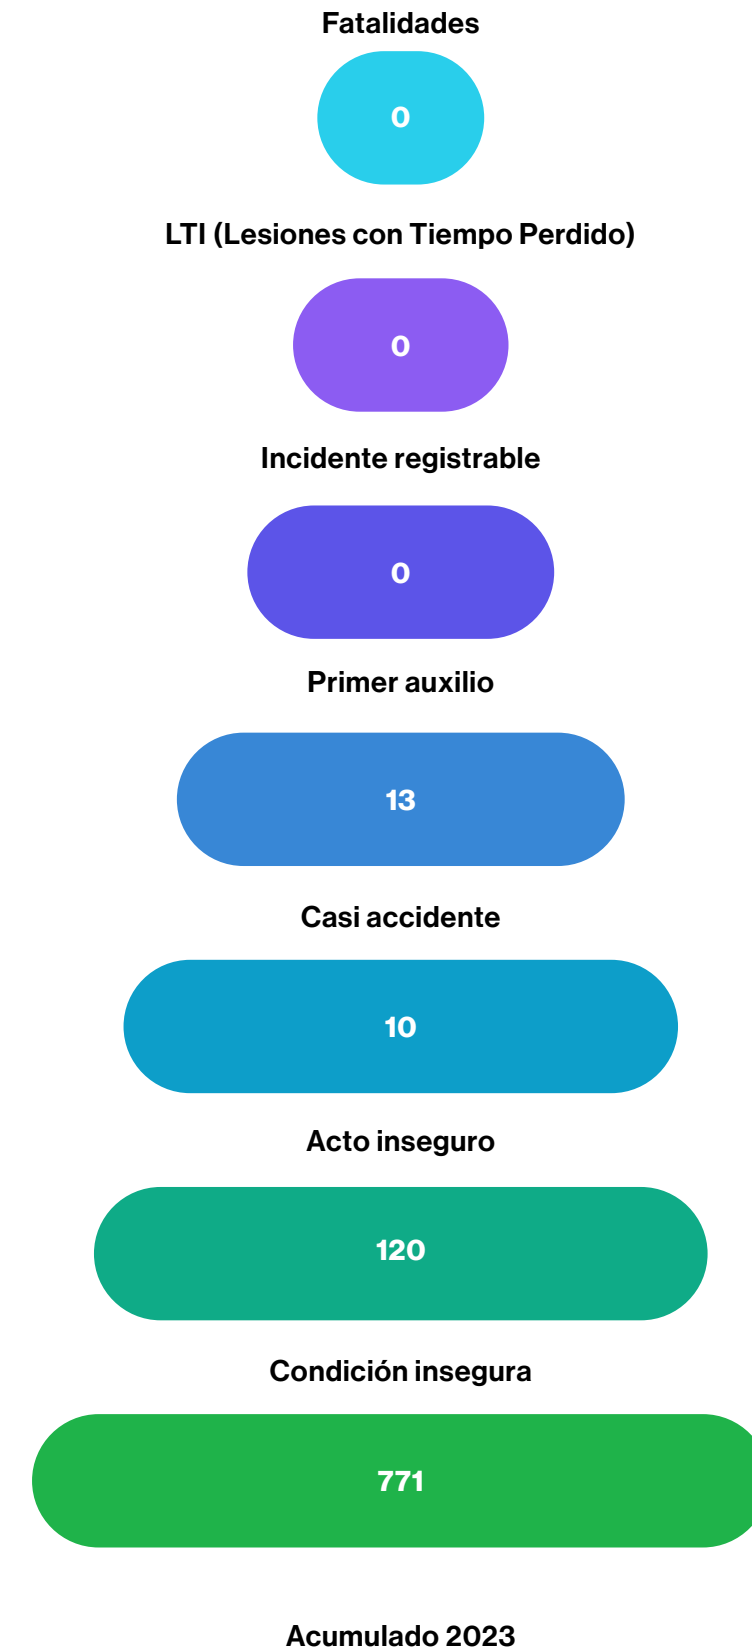 Fatalidades
0
LTI (Lesiones con Tiempo Perdido)
0
Incidente registrable
0
Primer auxilio
13
Casi accidente
10
Acto inseguro
120
Condición insegura
771
Acumulado 2023